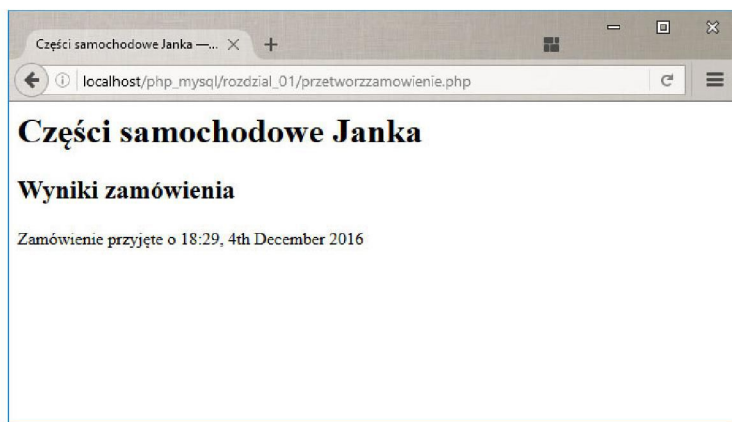 Części samochodowe Janka —...
localhost/php_mysql/rozdzial_01/przetworzzamowienie.php
Części samochodowe Janka
Wyniki zamówienia
Zamówienie przyjęte o 18:29, 4th December 2016